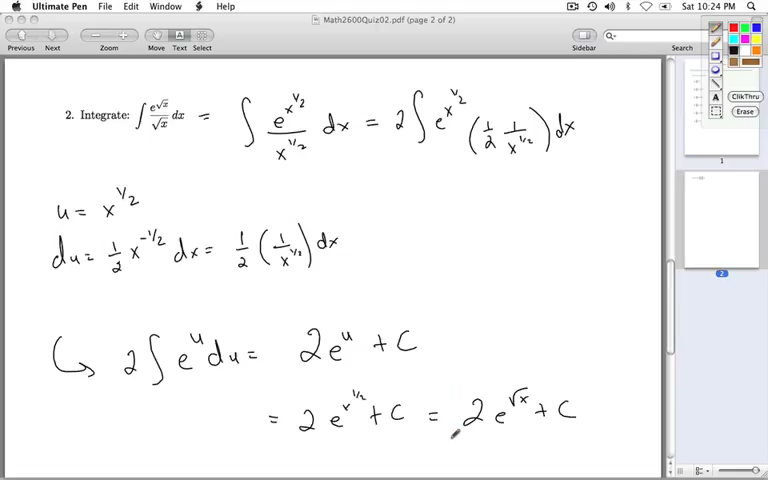 Ultimate Pen File Edit Window Help Sat 10:24 PM
Math2600Quiz02.pdf (page 2 of 2)
Previous Next Zoom Move Text Select Sidebar Search
2. Integrate: ∫ e^√x/√x dx = ∫ e^(x^(1/2))/x^(1/2) dx = 2 ∫ e^(x^(1/2)) (1/2 1/x^(1/2)) dx
u = x^(1/2)
du = 1/2 x^(-1/2) dx = 1/2 (1/x^(1/2)) dx
↳ 2 ∫ e^u du = 2e^u + C
= 2e^(x^(1/2)) + C = 2e^√x + C
A ClikThru
Erase
1
2